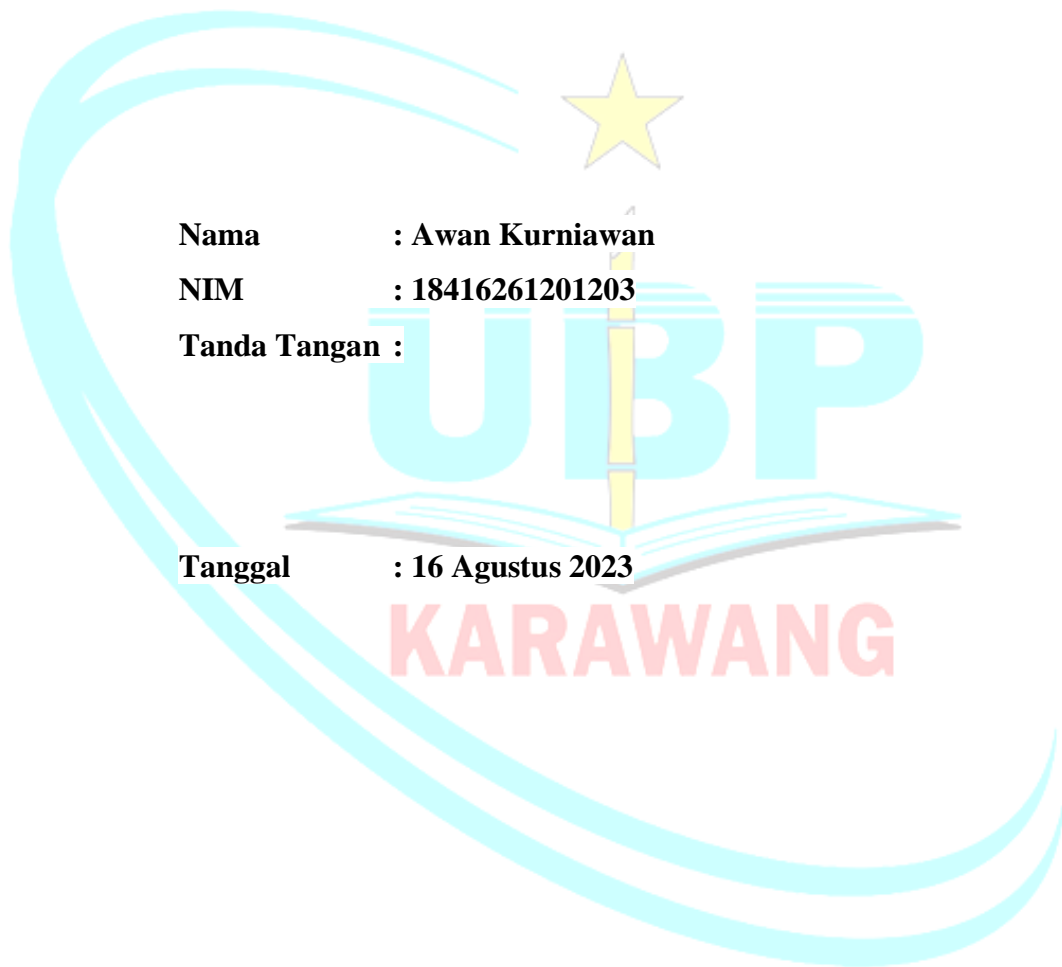 Nama : Awan Kurniawan
NIM : 18416261201203
Tanda Tangan :
UBP
Tanggal : 16 Agustus 2023
KARAWANG